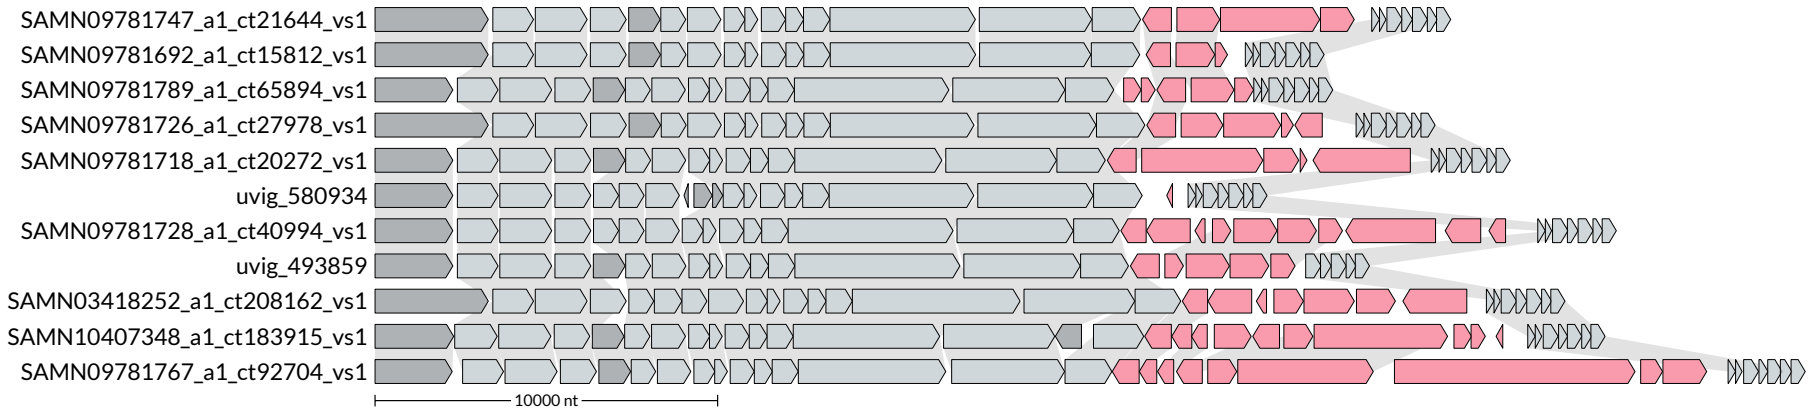 SAMN09781747_a1_ct21644_vs1
SAMN09781692_a1_ct15812_vs1
SAMN09781789_a1_ct65894_vs1
SAMN09781726_a1_ct27978_vs1
SAMN09781718_a1_ct20272_vs1
uvig_580934
SAMN09781728_a1_ct40994_vs1
uvig_493859
SAMN03418252_a1_ct208162_vs1
SAMN10407348_a1_ct183915_vs1
SAMN09781767_a1_ct92704_vs1
10000 nt